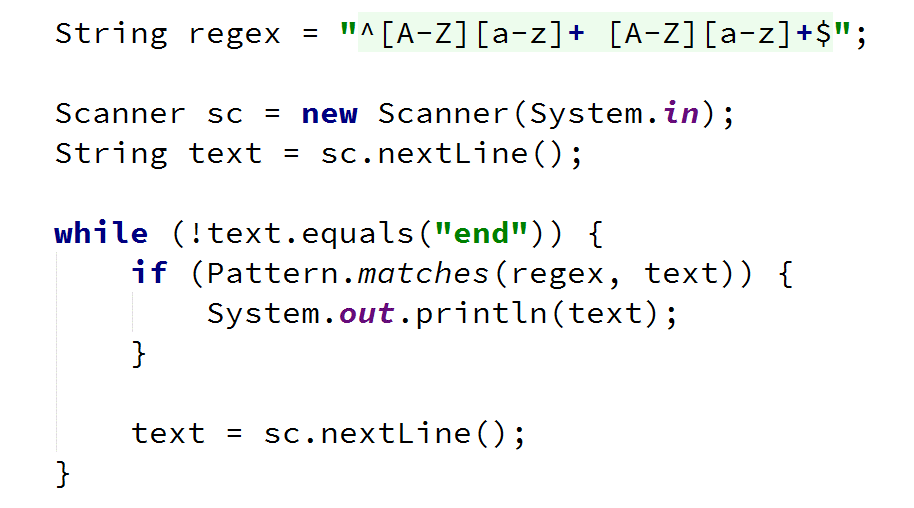 String regex = "^[A-Z][a-z]+ [A-Z][a-z]+$";
Scanner sc = new Scanner(System.in);
String text = sc.nextLine();
while (!text.equals("end")) {
if (Pattern.matches(regex, text)) {
System.out.println(text);
}
text = sc.nextLine();
}